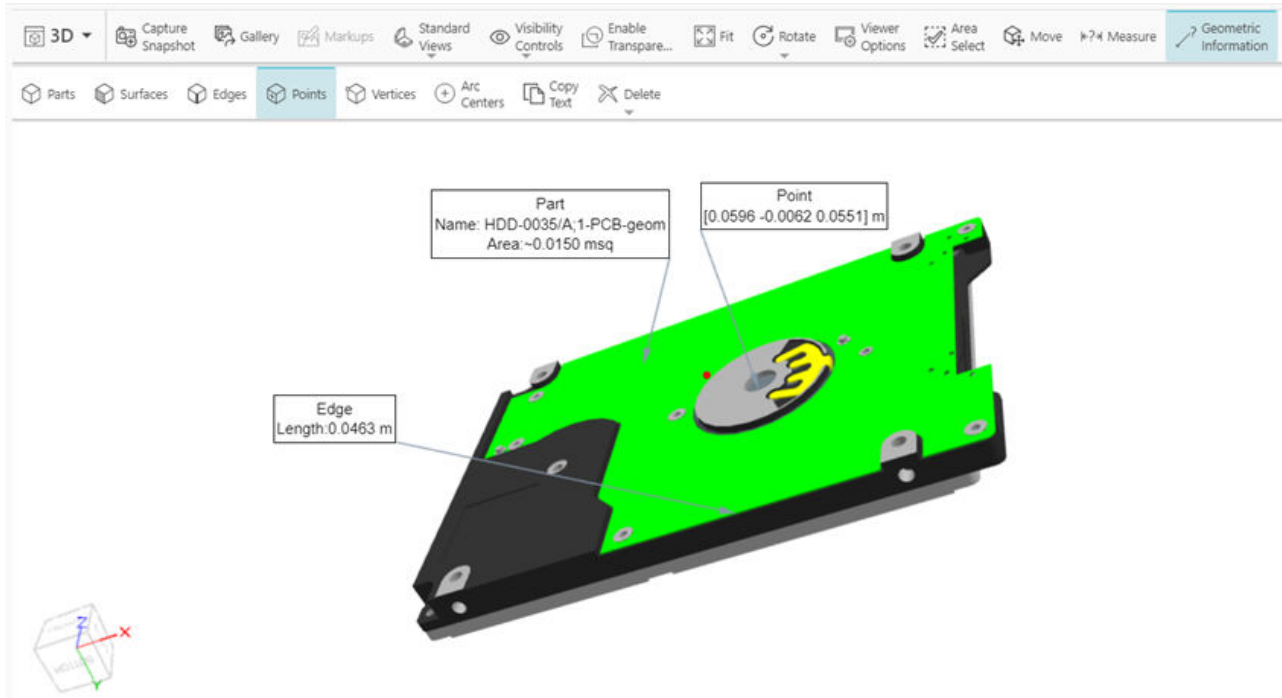 3D
Capture Snapshot
Gallery
Markups
Standard Views
Visibility Controls
Enable Transpare...
Fit
Rotate
Viewer Options
Area Select
Move
Measure
Geometric Information
Parts
Surfaces
Edges
Points
Vertices
Arc Centers
Copy Text
Delete
Part
Name: HDD-0035/A;1-PCB-geom
Area:~0.0150 msq
Point
[0.0596 -0.0062 0.0551] m
Edge
Length:0.0463 m
Z
X
BOTTOM
Y